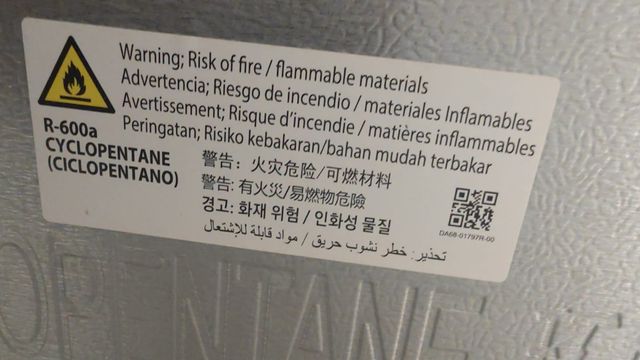 Warning; Risk of fire / flammable materials
Advertencia; Riesgo de incendio / materiales Inflamables
Avertissement; Risque d'incendie / matières inflammables
Peringatan; Risiko kebakaran/bahan mudah terbakar
R-600a
CYCLOPENTANE
(CICLOPENTANO)
警告：火灾危险/可燃材料
警告: 有火災/易燃物危險
경고: 화재 위험 / 인화성 물질
تحذير: خطر نشوب حريق / مواد قابلة للاشتعال
DA68-01797R-00
OPENTANE